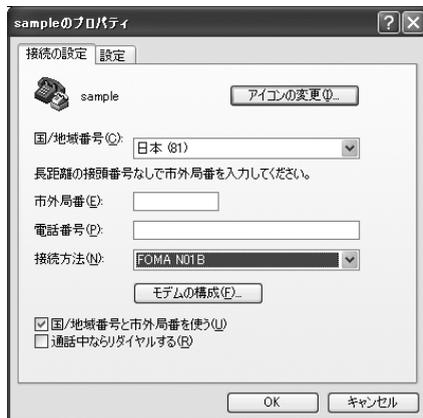 sampleのプロパティ
接続の設定 設定
sample アイコンの変更(I)...
国/地域番号(C): 日本 (81)
長距離の接頭番号なしで市外局番を入力してください。
市外局番(E):
電話番号(P):
接続方法(N): FOMA N01B
モデムの構成(F)...
国/地域番号と市外局番を使う(U)
通話中ならリダイヤルする(R)
OK キャンセル